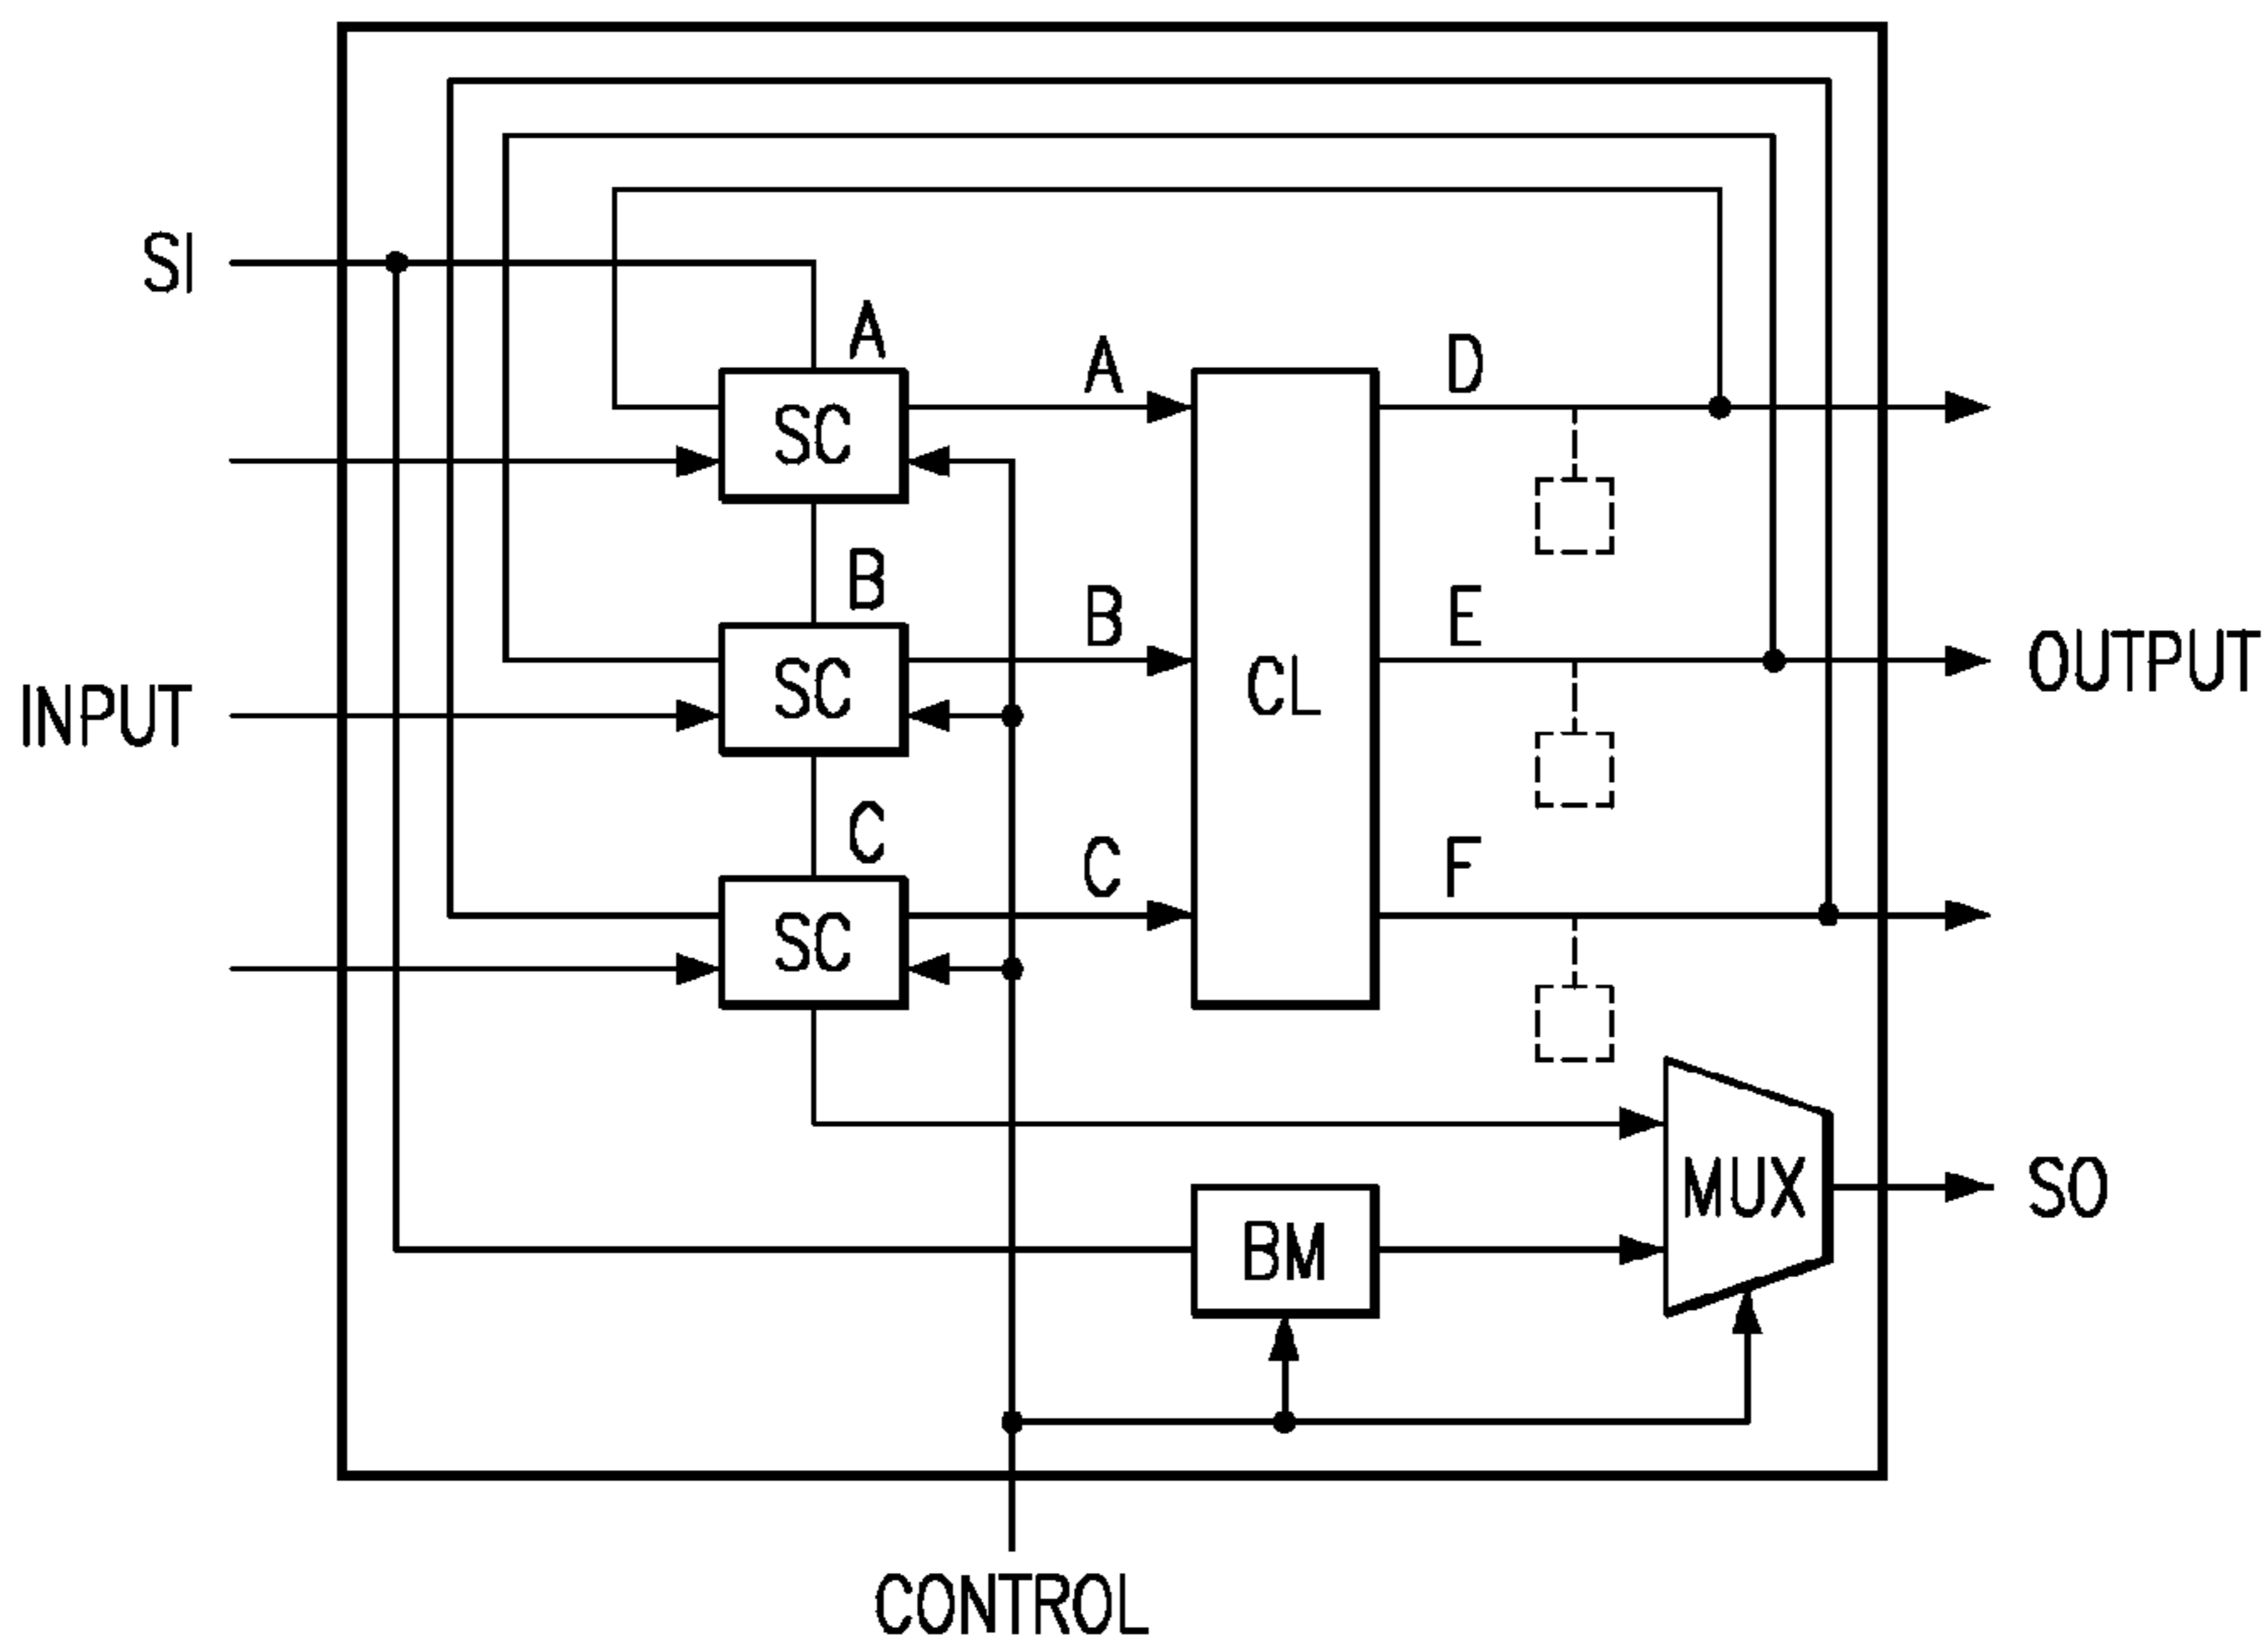 SI
A
A
D
SC
B
B
E
OUTPUT
SC
CL
INPUT
C
C
F
SC
MUX
SO
BM
CONTROL